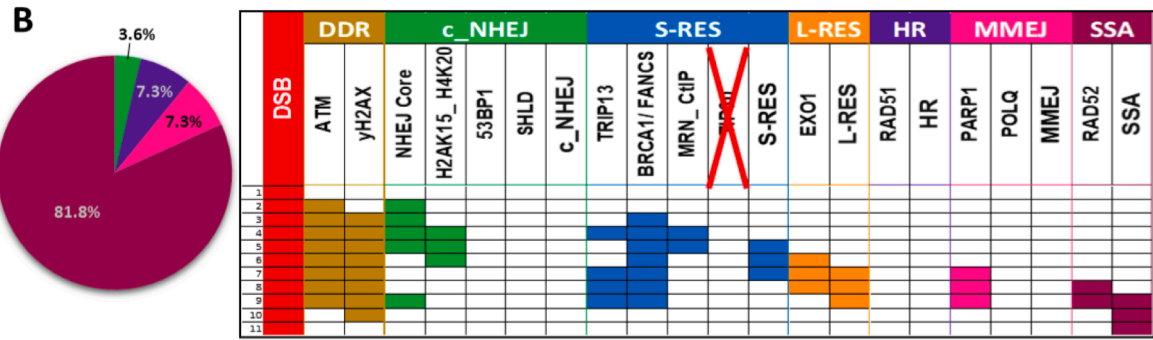 B
3.6%
7.3%
7.3%
81.8%
DDR c_NHEJ S-RES L-RES HR MMEJ SSA
DSB
ATM
γH2AX
NHEJ Core
H2AK15_ H4K20
53BP1
SHLD
c_NHEJ
TRIP13
BRCA1/ FANCS
MRN_CtIP
S-RES
EXO1
L-RES
RAD51
HR
PARP1
POLQ
MMEJ
RAD52
SSA
1
2
3
4
5
6
7
8
9
10
11